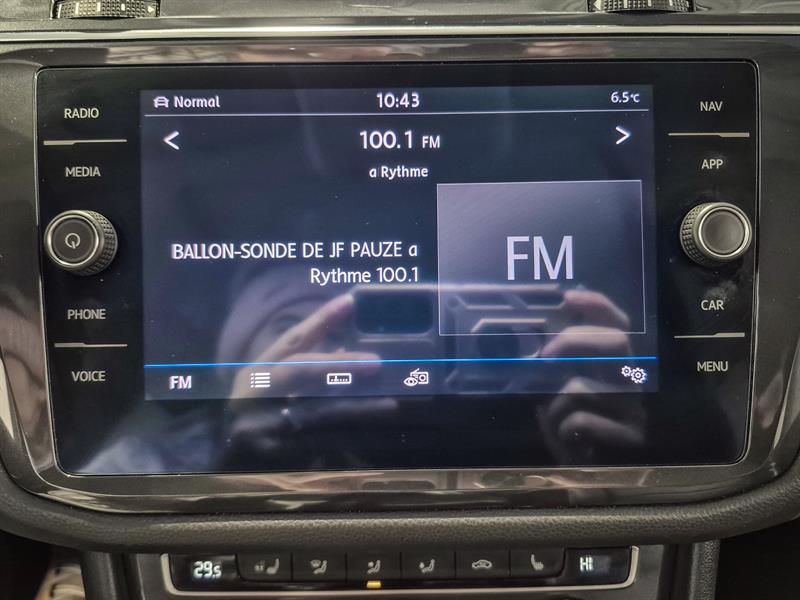 Normal 10:43 6.5°C
RADIO
MEDIA
PHONE
VOICE
< 100.1 FM >
a Rythme
BALLON-SONDE DE JF PAUZE a
Rythme 100.1
FM
FM
NAV
APP
CAR
MENU
29.5
HI